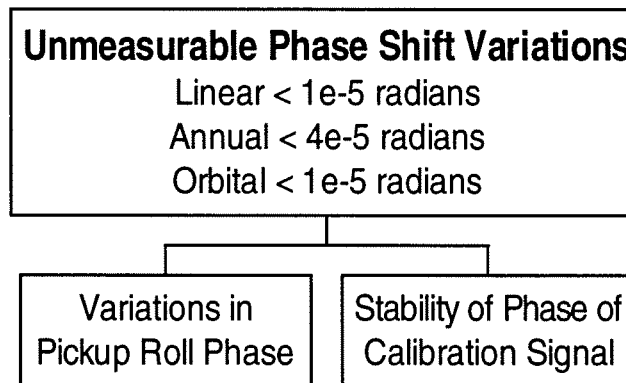 Unmeasurable Phase Shift Variations
Linear < 1e-5 radians
Annual < 4e-5 radians
Orbital < 1e-5 radians
Variations in
Pickup Roll Phase
Stability of Phase of
Calibration Signal